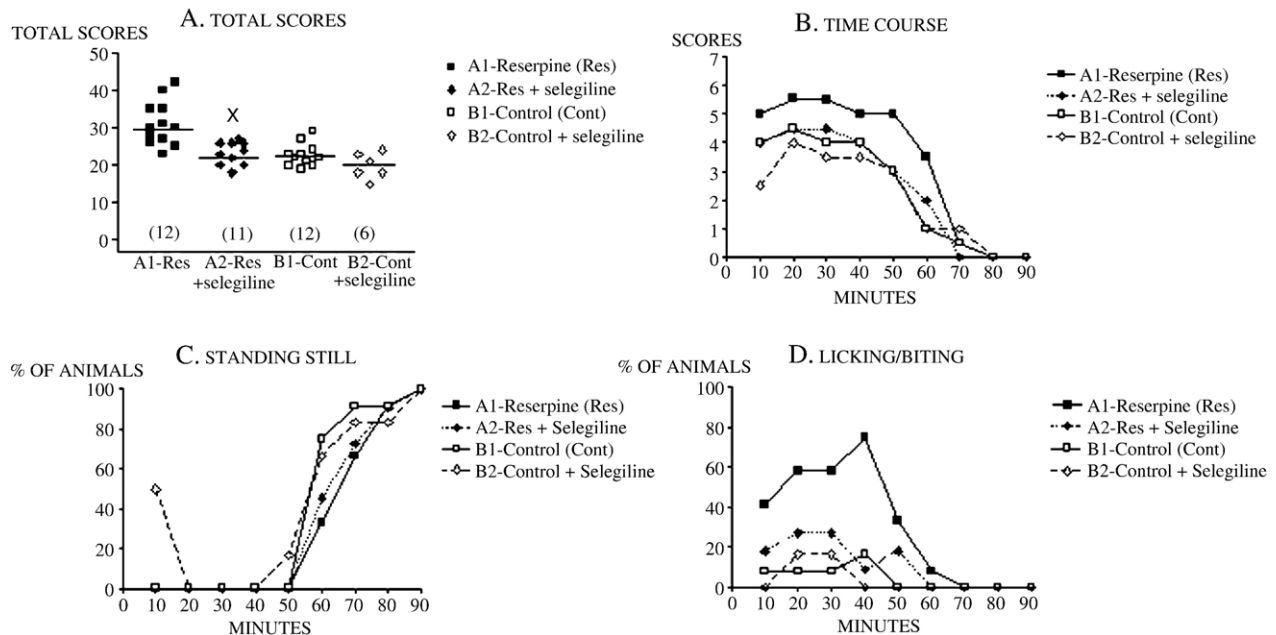 A. TOTAL SCORES
TOTAL SCORES
50
40
30
20
10
0
X
(12) (11) (12) (6)
A1-Res A2-Res +selegiline B1-Cont B2-Cont +selegiline
A1-Reserpine (Res)
A2-Res + selegiline
B1-Control (Cont)
B2-Control + selegiline
B. TIME COURSE
SCORES
7
6
5
4
3
2
1
0
0 10 20 30 40 50 60 70 80 90
MINUTES
A1-Reserpine (Res)
A2-Res + selegiline
B1-Control (Cont)
B2-Control + selegiline
C. STANDING STILL
% OF ANIMALS
100
80
60
40
20
0
0 10 20 30 40 50 60 70 80 90
MINUTES
A1-Reserpine (Res)
A2-Res + Selegiline
B1-Control (Cont)
B2-Control + Selegiline
D. LICKING/BITING
% OF ANIMALS
100
80
60
40
20
0
0 10 20 30 40 50 60 70 80 90
MINUTES
A1-Reserpine (Res)
A2-Res + Selegiline
B1-Control (Cont)
B2-Control + Selegiline